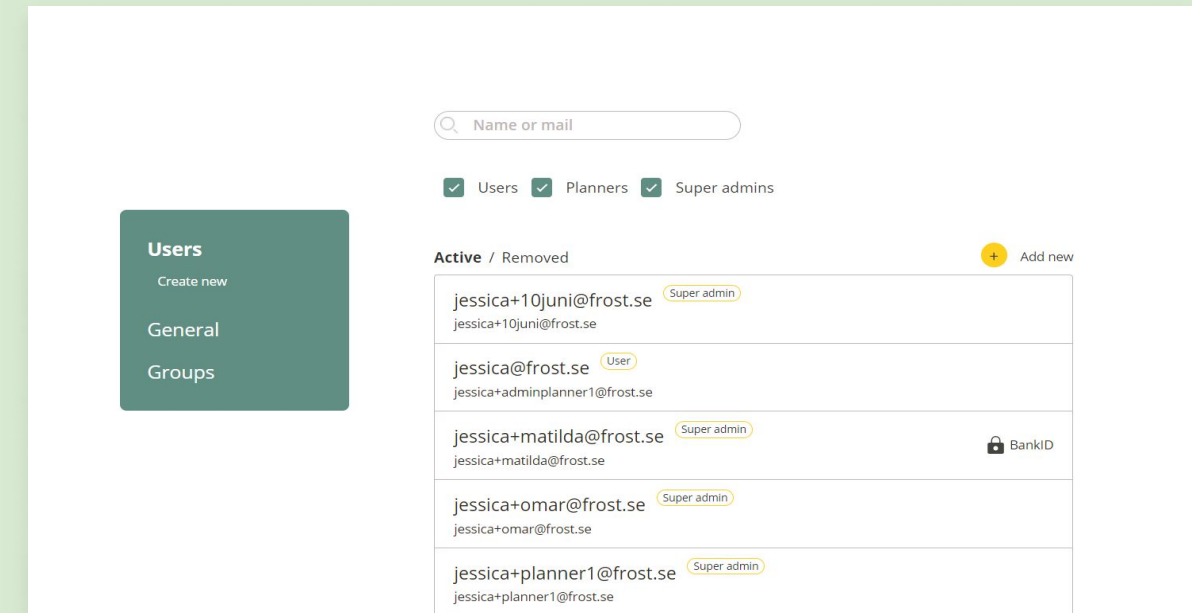 Name or mail
Users Planners Super admins
Users
Create new
General
Groups
Active / Removed
+ Add new
jessica+10juni@frost.se Super admin
jessica+10juni@frost.se
jessica@frost.se User
jessica+adminplanner1@frost.se
jessica+matilda@frost.se Super admin
jessica+matilda@frost.se
BankID
jessica+omar@frost.se Super admin
jessica+omar@frost.se
jessica+planner1@frost.se Super admin
jessica+planner1@frost.se